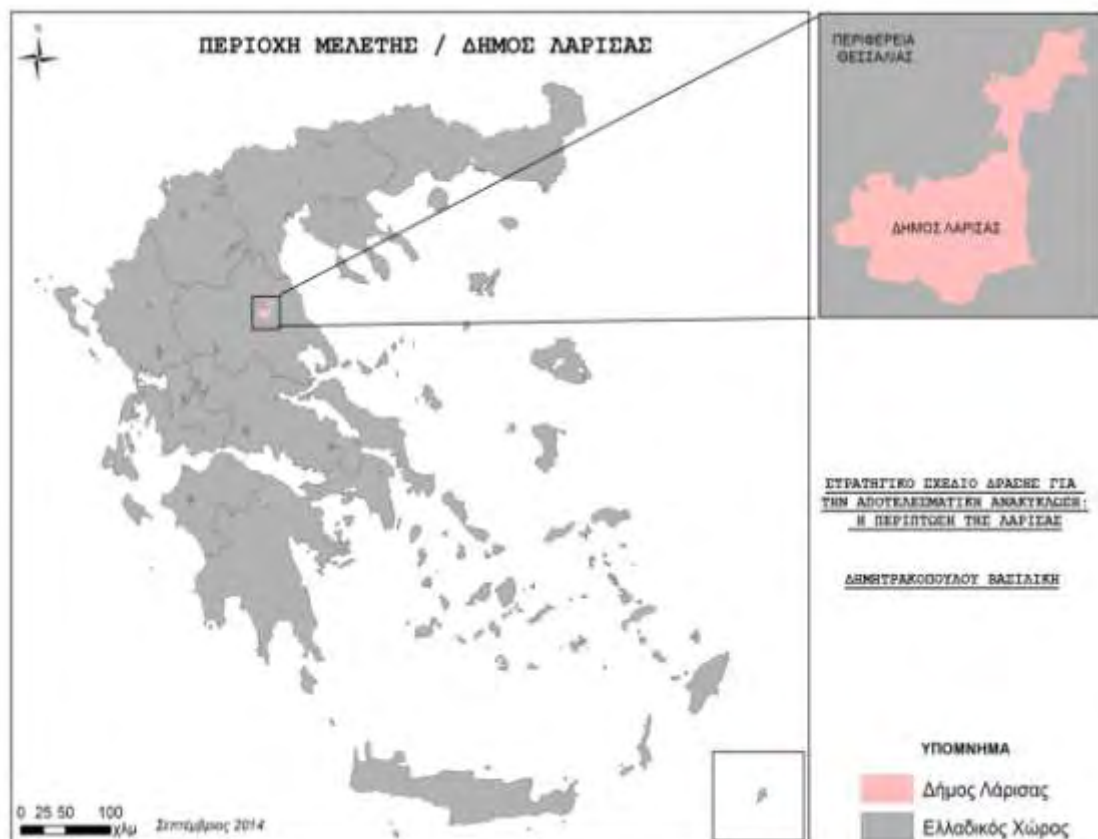 ΠΕΡΙΟΧΗ ΜΕΛΕΤΗΣ / ΔΗΜΟΣ ΛΑΡΙΣΑΣ
ΠΕΡΙΦΕΡΕΙΑ
ΘΕΣΣΑΛΙΑΣ
ΔΗΜΟΣ ΛΑΡΙΣΑΣ
ΣΤΡΑΤΗΓΙΚΟ ΣΧΕΔΙΟ ΔΡΑΣΗΣ ΓΙΑ
ΤΗΝ ΑΠΟΤΕΛΕΣΜΑΤΙΚΗ ΑΝΑΚΥΚΛΩΣΗ:
Η ΠΕΡΙΠΤΩΣΗ ΤΗΣ ΛΑΡΙΣΑΣ
ΔΗΜΗΤΡΑΚΟΠΟΥΛΟΥ ΒΑΣΙΛΙΚΗ
ΥΠΟΜΝΗΜΑ
Δήμος Λάρισας
Ελλαδικός Χώρος
0 25 50 100
χλμ
Σεπτέμβριος 2014